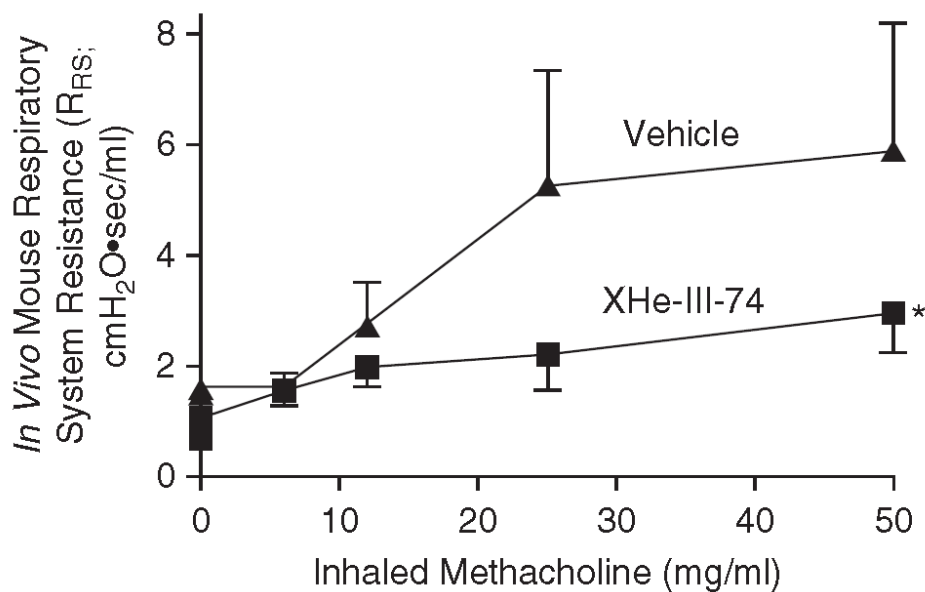 In Vivo Mouse Respiratory
System Resistance (RRS;
cmH2O•sec/ml)
8
6
4
2
0
Vehicle
XHe-III-74
*
0 10 20 30 40 50
Inhaled Methacholine (mg/ml)